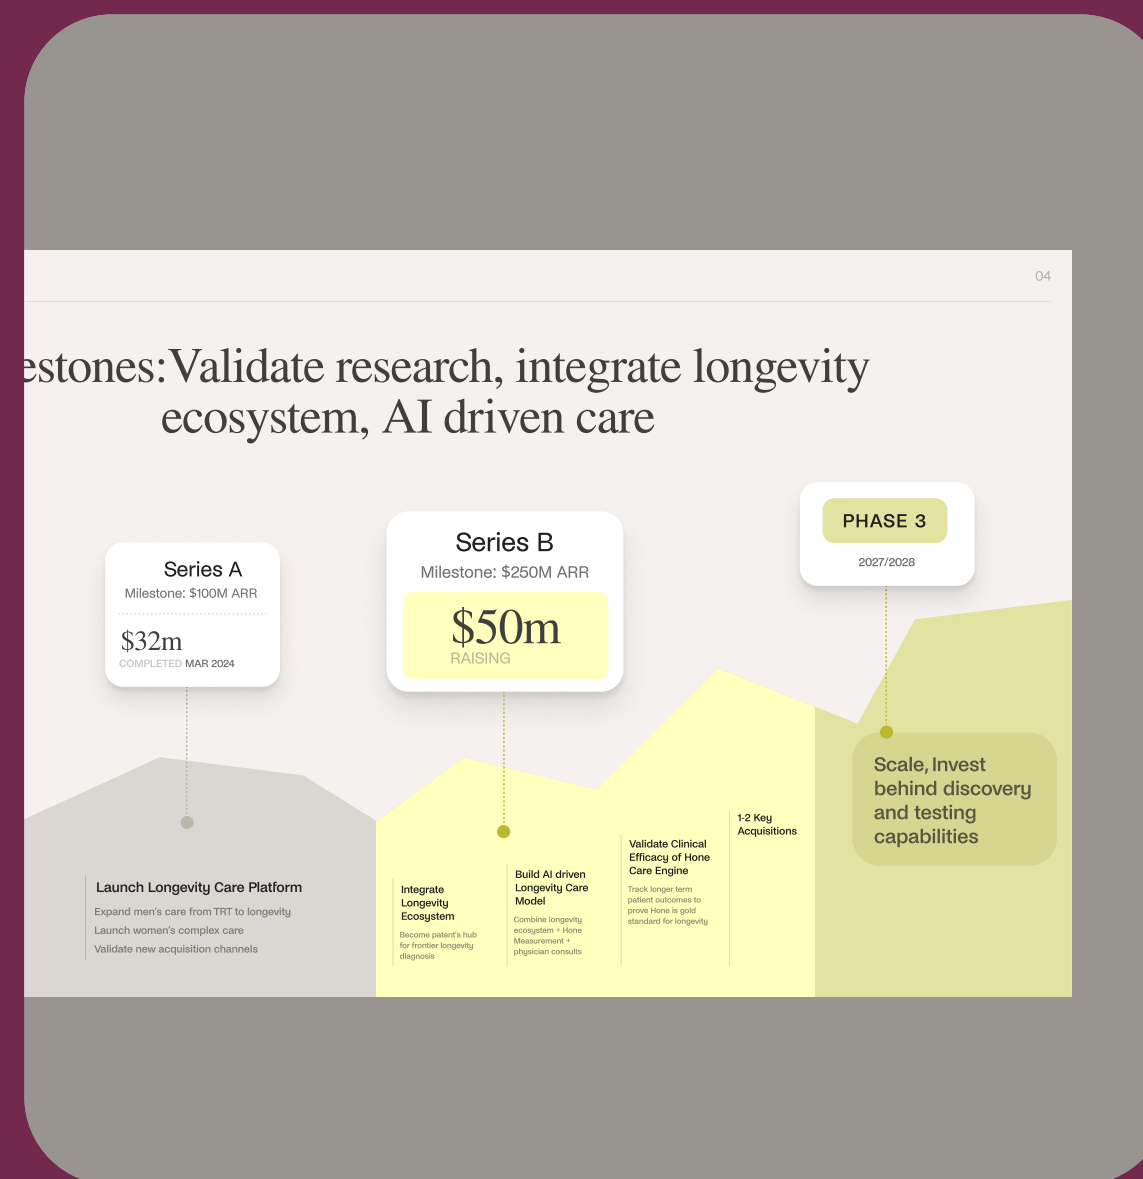 04
estones:Validate research, integrate longevity
ecosystem, AI driven care
Series A
Milestone: $100M ARR
$32m
COMPLETED MAR 2024
Series B
Milestone: $250M ARR
$50m
RAISING
PHASE 3
2027/2028
Launch Longevity Care Platform
Expand men's care from TRT to longevity
Launch women's complex care
Validate new acquisition channels
Integrate
Longevity
Ecosystem
Become patent's hub
for frontier longevity
diagnosis
Build AI driven
Longevity Care
Model
Combine longevity
ecosystem + Hone
Measurement +
physician consults
Validate Clinical
Efficacy of Hone
Care Engine
Track longer term
patient outcomes to
prove Hone is gold
standard for longevity
1-2 Key
Acquisitions
Scale, Invest
behind discovery
and testing
capabilities